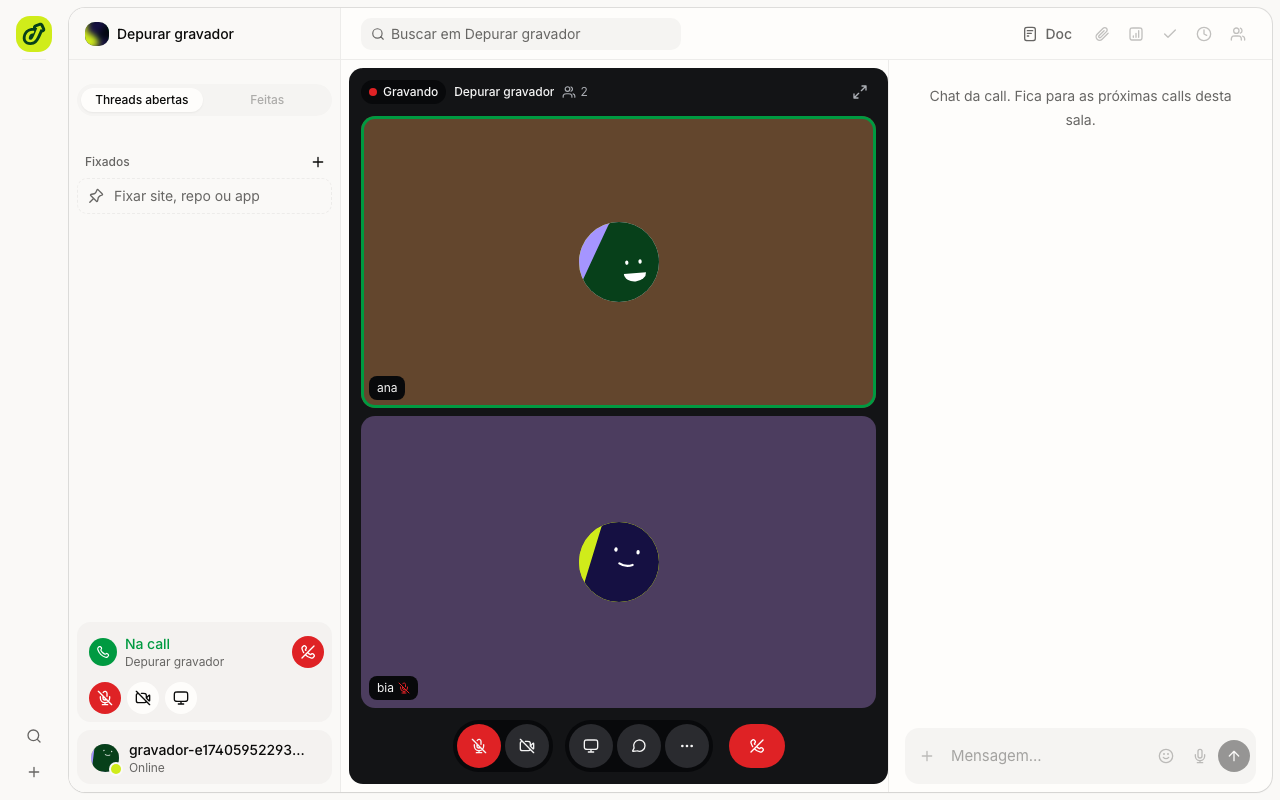 Depurar gravador
Buscar em Depurar gravador
Doc
Threads abertas
Feitas
Fixados
Fixar site, repo ou app
Gravando
Depurar gravador
2
ana
bia
Chat da call. Fica para as próximas calls desta
sala.
Na call
Depurar gravador
gravador-e17405952293...
Online
Mensagem...